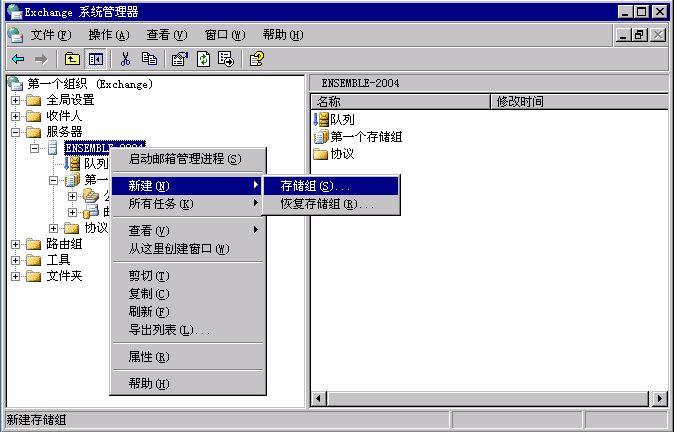 Exchange 系统管理器
文件(F) 操作(A) 查看(V) 窗口(W) 帮助(H)
第一个组织 (Exchange)
全局设置
收件人
服务器
ENSEMBLE-2004
队列
第一
协议
路由组
工具
文件夹
启动邮箱管理进程(S)
新建(N)
所有任务(K)
查看(V)
从这里创建窗口(W)
剪切(T)
复制(C)
刷新(F)
导出列表(L)...
属性(R)
帮助(H)
存储组(S)...
恢复存储组(R)...
ENSEMBLE-2004
名称 修改时间
队列
第一个存储组
协议
新建存储组